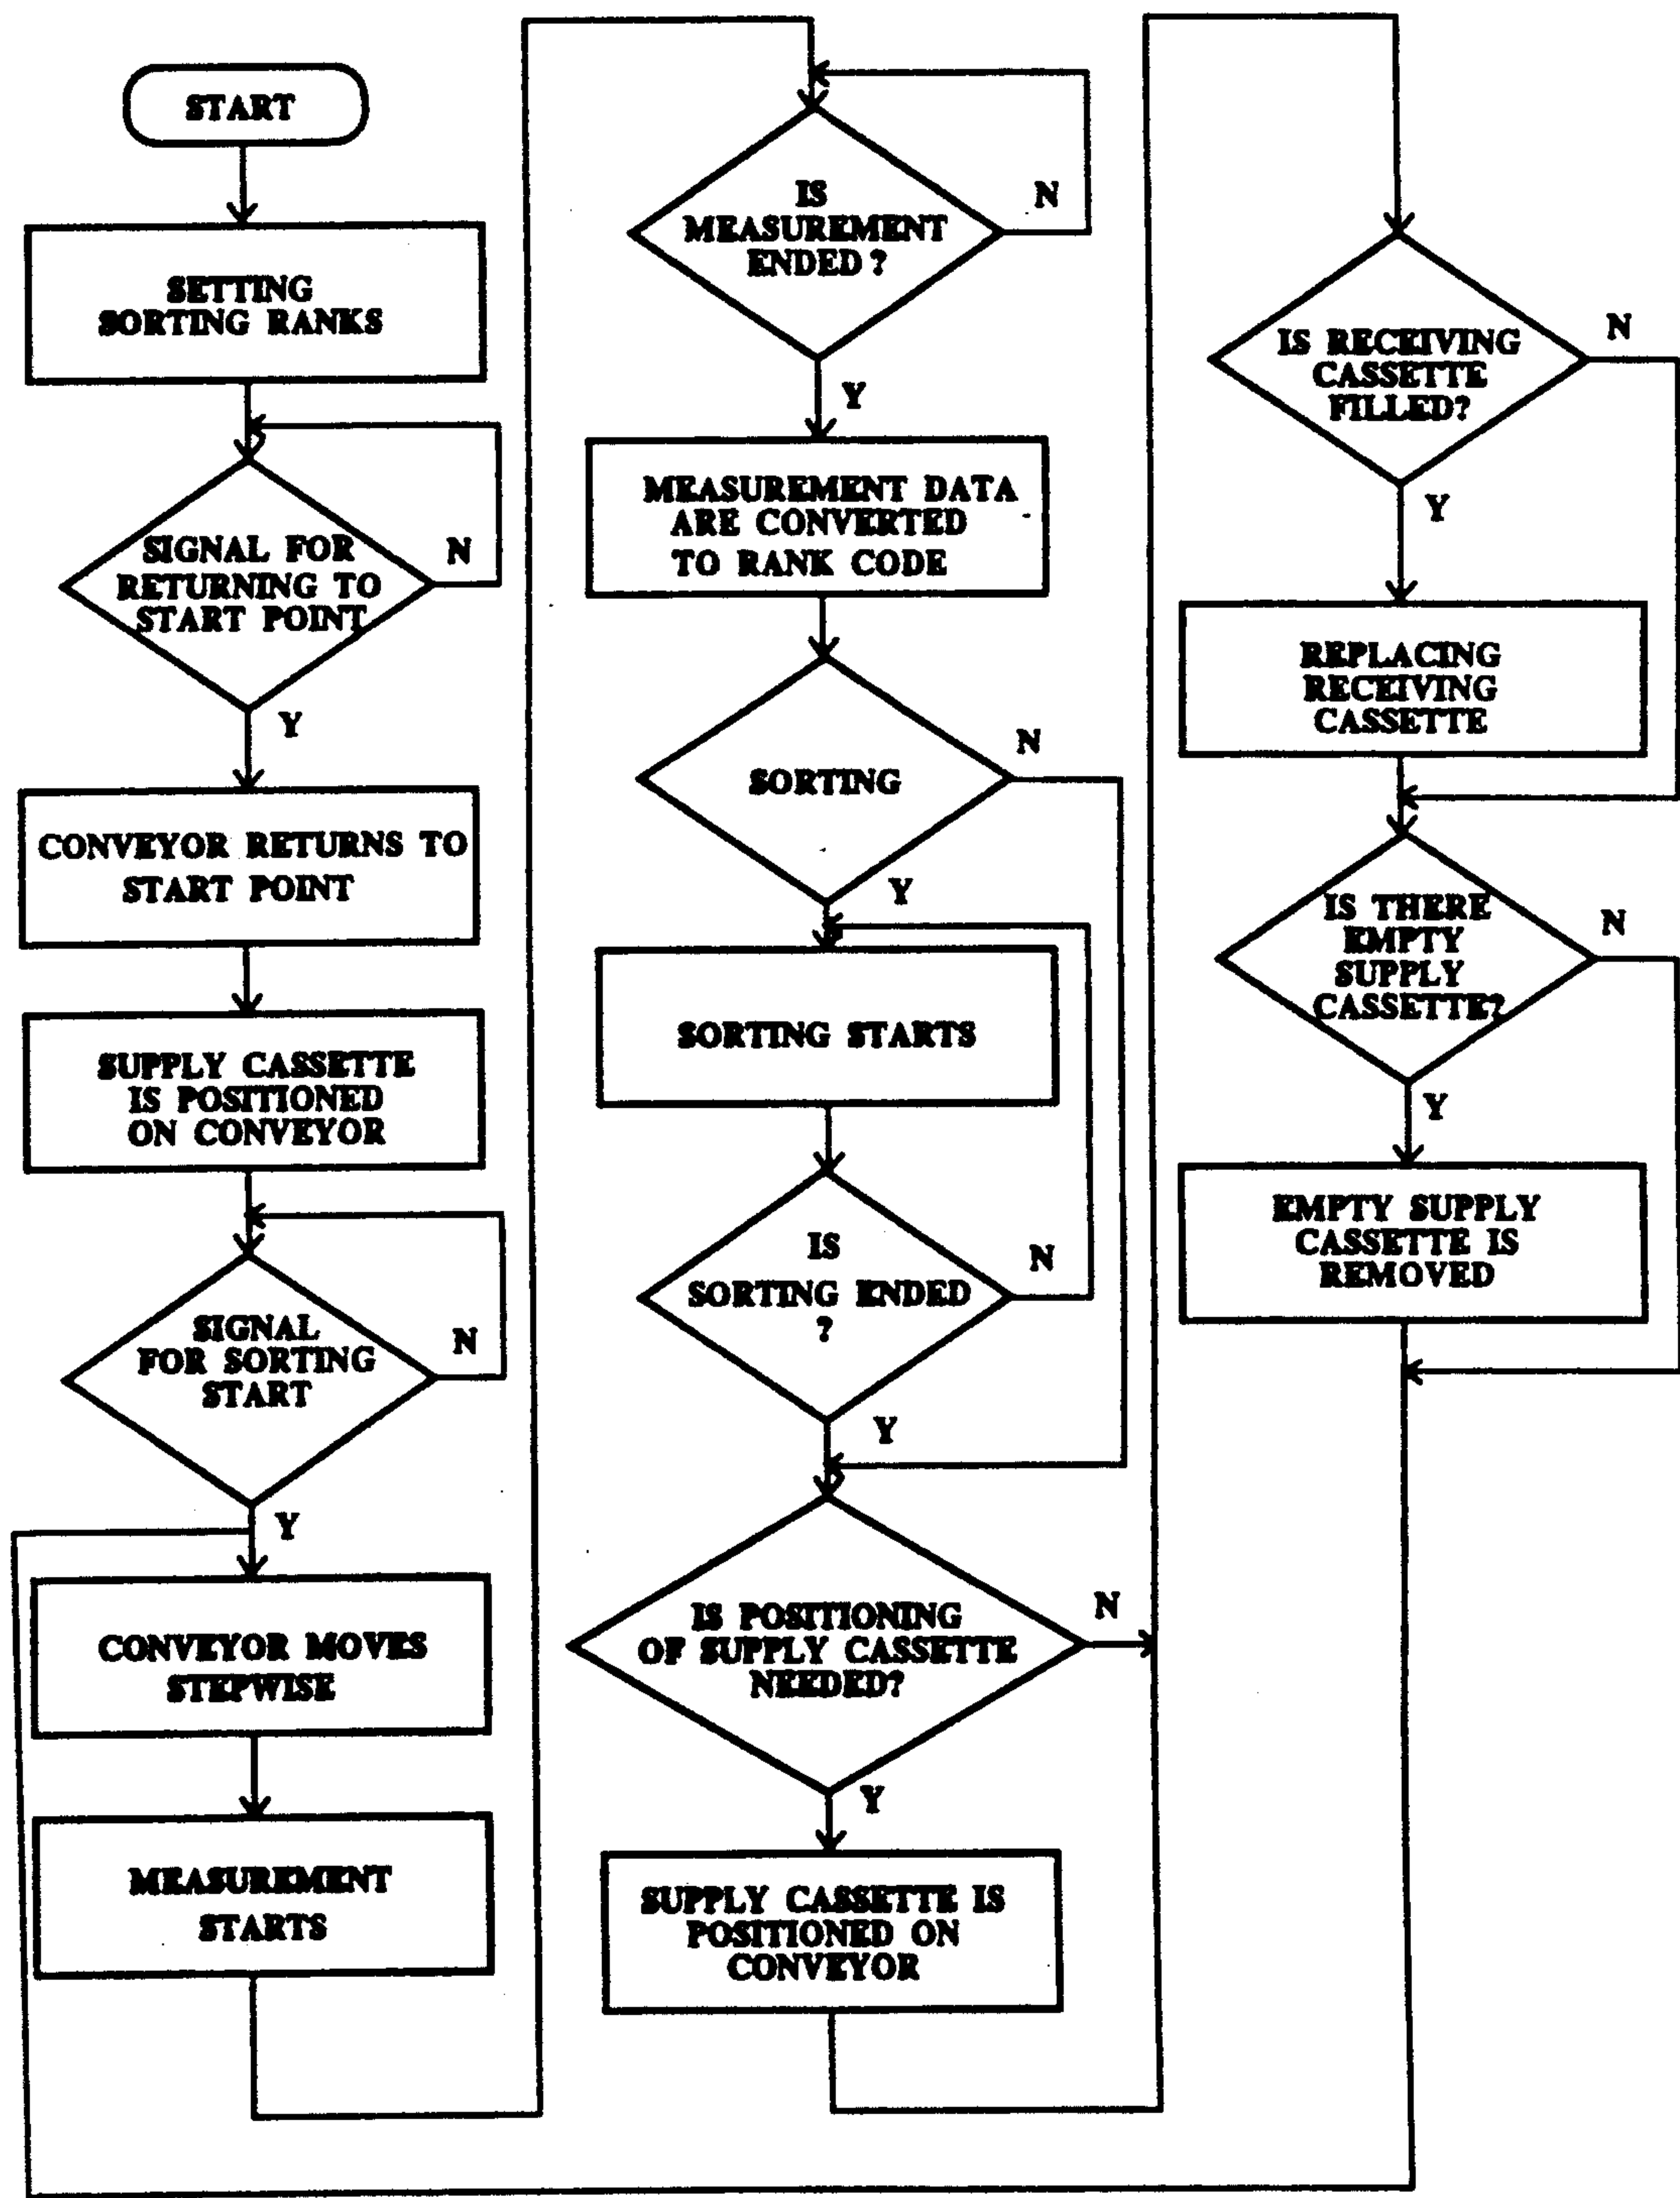 START
SETTING
SORTING RANKS
SIGNAL FOR
RETURNING TO
START POINT
N
Y
CONVEYOR RETURNS TO
START POINT
SUPPLY CASSETTE
IS POSITIONED
ON CONVEYOR
SIGNAL
FOR SORTING
START
N
Y
CONVEYOR MOVES
STEPWISE
MEASUREMENT
STARTS
IS
MEASUREMENT
ENDED?
N
Y
MEASUREMENT DATA
ARE CONVERTED
TO RANK CODE
SORTING
N
Y
SORTING STARTS
IS
SORTING ENDED
?
N
Y
IS POSITIONING
OF SUPPLY CASSETTE
NEEDED?
N
Y
SUPPLY CASSETTE IS
POSITIONED ON
CONVEYOR
IS RECEIVING
CASSETTE
FILLED?
N
Y
REPLACING
RECEIVING
CASSETTE
IS THERE
EMPTY
SUPPLY
CASSETTE?
N
Y
EMPTY SUPPLY
CASSETTE IS
REMOVED